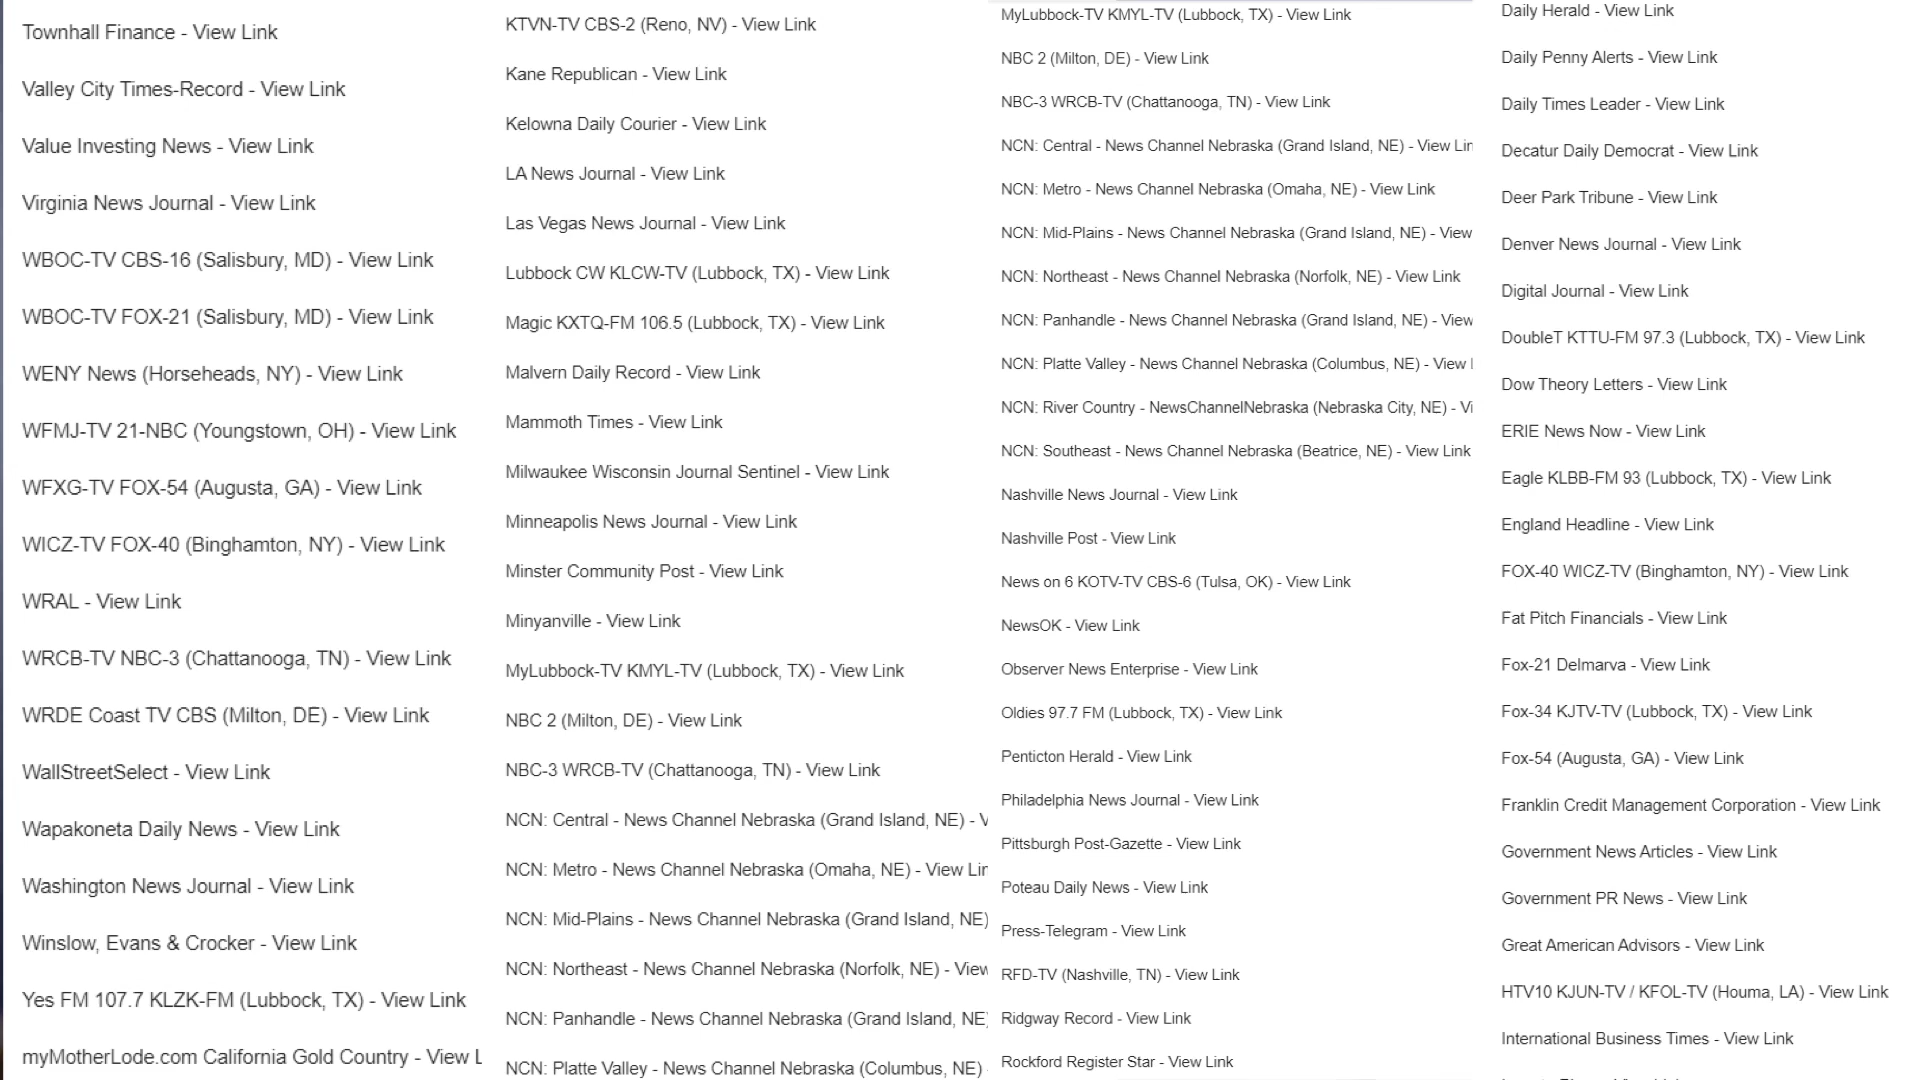 Townhall Finance - View Link
Valley City Times-Record - View Link
Value Investing News - View Link
Virginia News Journal - View Link
WBOC-TV CBS-16 (Salisbury, MD) - View Link
WBOC-TV FOX-21 (Salisbury, MD) - View Link
WENY News (Horseheads, NY) - View Link
WFMJ-TV 21-NBC (Youngstown, OH) - View Link
WFXG-TV FOX-54 (Augusta, GA) - View Link
WICZ-TV FOX-40 (Binghamton, NY) - View Link
WRAL - View Link
WRCB-TV NBC-3 (Chattanooga, TN) - View Link
WRDE Coast TV CBS (Milton, DE) - View Link
WallStreetSelect - View Link
Wapakoneta Daily News - View Link
Washington News Journal - View Link
Winslow, Evans & Crocker - View Link
Yes FM 107.7 KLZK-FM (Lubbock, TX) - View Link
myMotherLode.com California Gold Country - View L
KTVN-TV CBS-2 (Reno, NV) - View Link
Kane Republican - View Link
Kelowna Daily Courier - View Link
LA News Journal - View Link
Las Vegas News Journal - View Link
Lubbock CW KLCW-TV (Lubbock, TX) - View Link
Magic KXTQ-FM 106.5 (Lubbock, TX) - View Link
Malvern Daily Record - View Link
Mammoth Times - View Link
Milwaukee Wisconsin Journal Sentinel - View Link
Minneapolis News Journal - View Link
Minster Community Post - View Link
Minyanville - View Link
MyLubbock-TV KMYL-TV (Lubbock, TX) - View Link
NBC 2 (Milton, DE) - View Link
NBC-3 WRCB-TV (Chattanooga, TN) - View Link
NCN: Central - News Channel Nebraska (Grand Island, NE) - V
NCN: Metro - News Channel Nebraska (Omaha, NE) - View Lin
NCN: Mid-Plains - News Channel Nebraska (Grand Island, NE)
NCN: Northeast - News Channel Nebraska (Norfolk, NE) - View
NCN: Panhandle - News Channel Nebraska (Grand Island, NE)
NCN: Platte Valley - News Channel Nebraska (Columbus, NE)
MyLubbock-TV KMYL-TV (Lubbock, TX) - View Link
NBC 2 (Milton, DE) - View Link
NBC-3 WRCB-TV (Chattanooga, TN) - View Link
NCN: Central - News Channel Nebraska (Grand Island, NE) - View Lin
NCN: Metro - News Channel Nebraska (Omaha, NE) - View Link
NCN: Mid-Plains - News Channel Nebraska (Grand Island, NE) - View
NCN: Northeast - News Channel Nebraska (Norfolk, NE) - View Link
NCN: Panhandle - News Channel Nebraska (Grand Island, NE) - View
NCN: Platte Valley - News Channel Nebraska (Columbus, NE) - View
NCN: River Country - NewsChannelNebraska (Nebraska City, NE) - Vi
NCN: Southeast - News Channel Nebraska (Beatrice, NE) - View Link
Nashville News Journal - View Link
Nashville Post - View Link
News on 6 KOTV-TV CBS-6 (Tulsa, OK) - View Link
NewsOK - View Link
Observer News Enterprise - View Link
Oldies 97.7 FM (Lubbock, TX) - View Link
Penticton Herald - View Link
Philadelphia News Journal - View Link
Pittsburgh Post-Gazette - View Link
Poteau Daily News - View Link
Press-Telegram - View Link
RFD-TV (Nashville, TN) - View Link
Ridgway Record - View Link
Rockford Register Star - View Link
Daily Herald - View Link
Daily Penny Alerts - View Link
Daily Times Leader - View Link
Decatur Daily Democrat - View Link
Deer Park Tribune - View Link
Denver News Journal - View Link
Digital Journal - View Link
DoubleT KTTU-FM 97.3 (Lubbock, TX) - View Link
Dow Theory Letters - View Link
ERIE News Now - View Link
Eagle KLBB-FM 93 (Lubbock, TX) - View Link
England Headline - View Link
FOX-40 WICZ-TV (Binghamton, NY) - View Link
Fat Pitch Financials - View Link
Fox-21 Delmarva - View Link
Fox-34 KJTV-TV (Lubbock, TX) - View Link
Fox-54 (Augusta, GA) - View Link
Franklin Credit Management Corporation - View Link
Government News Articles - View Link
Government PR News - View Link
Great American Advisors - View Link
HTV10 KJUN-TV / KFOL-TV (Houma, LA) - View Link
International Business Times - View Link